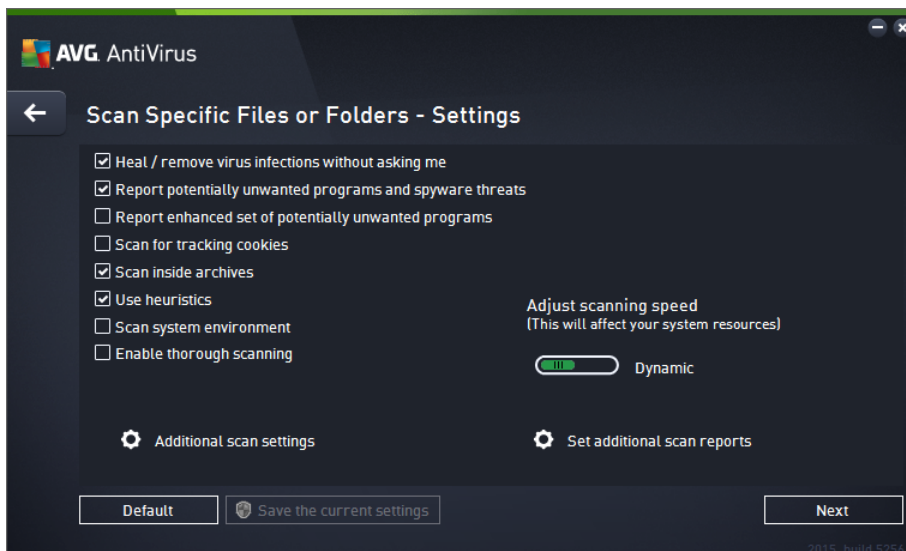 AVG. AntiVirus
Scan Specific Files or Folders - Settings
Heal / remove virus infections without asking me
Report potentially unwanted programs and spyware threats
Report enhanced set of potentially unwanted programs
Scan for tracking cookies
Scan inside archives
Use heuristics
Scan system environment
Enable thorough scanning
Adjust scanning speed
(This will affect your system resources)
Dynamic
Additional scan settings
Set additional scan reports
Default
Save the current settings
Next
2015; build 5256